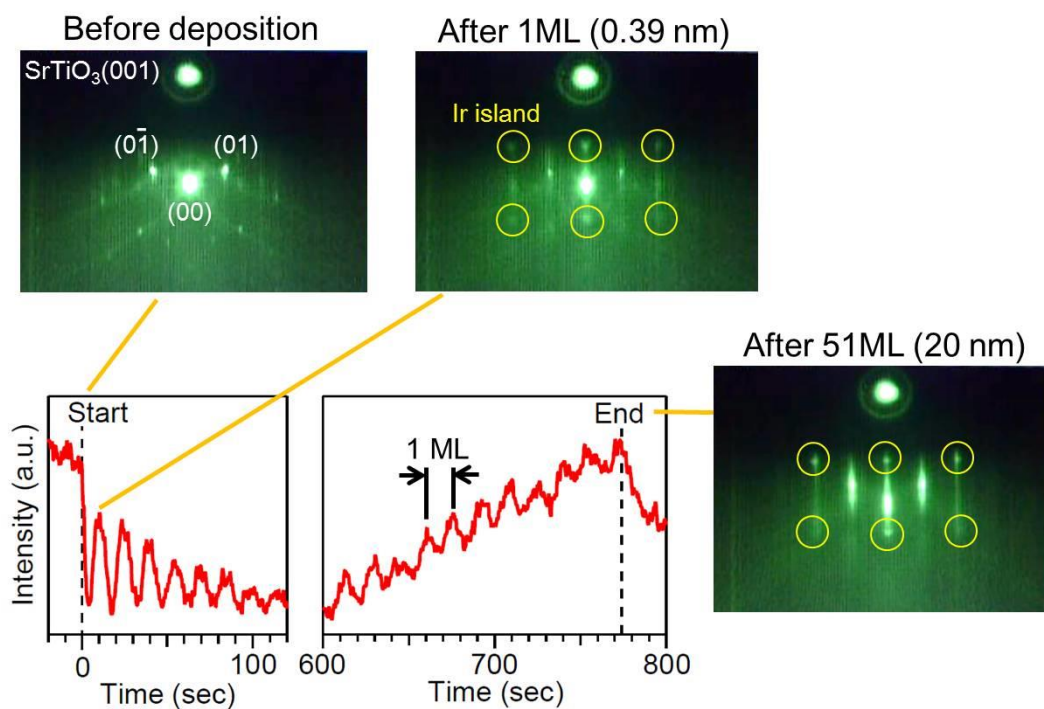 Before deposition
SrTiO₃(001)
(01̄)
(01)
(00)
After 1ML (0.39 nm)
Ir island
After 51ML (20 nm)
Start
Intensity (a.u.)
0
100
Time (sec)
1 ML
End
600
700
800
Time (sec)